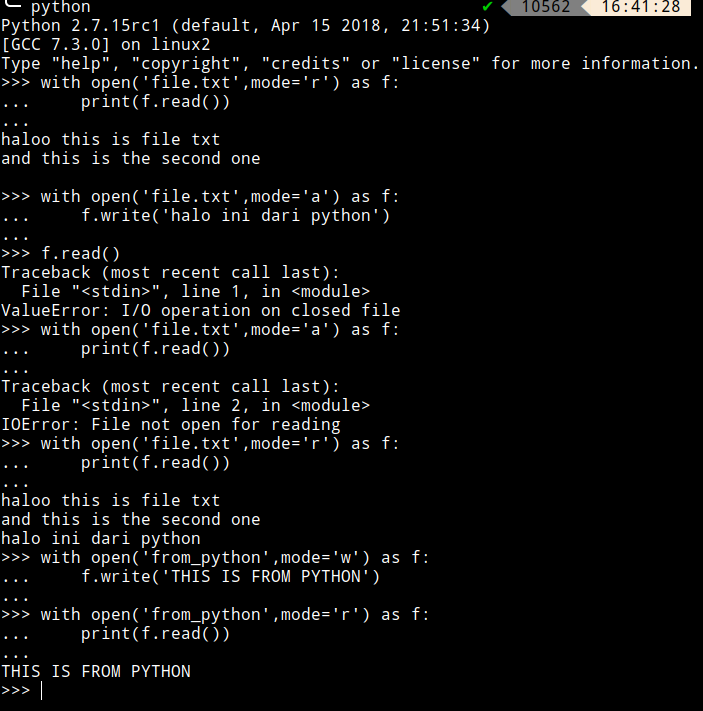 python ✔ 10562 16:41:28
Python 2.7.15rc1 (default, Apr 15 2018, 21:51:34)
[GCC 7.3.0] on linux2
Type "help", "copyright", "credits" or "license" for more information.
>>> with open('file.txt',mode='r') as f:
...     print(f.read())
...
haloo this is file txt
and this is the second one

>>> with open('file.txt',mode='a') as f:
...     f.write('halo ini dari python')
...
>>> f.read()
Traceback (most recent call last):
  File "<stdin>", line 1, in <module>
ValueError: I/O operation on closed file
>>> with open('file.txt',mode='a') as f:
...     print(f.read())
...
Traceback (most recent call last):
  File "<stdin>", line 2, in <module>
IOError: File not open for reading
>>> with open('file.txt',mode='r') as f:
...     print(f.read())
...
haloo this is file txt
and this is the second one
halo ini dari python
>>> with open('from_python',mode='w') as f:
...     f.write('THIS IS FROM PYTHON')
...
>>> with open('from_python',mode='r') as f:
...     print(f.read())
...
THIS IS FROM PYTHON
>>>